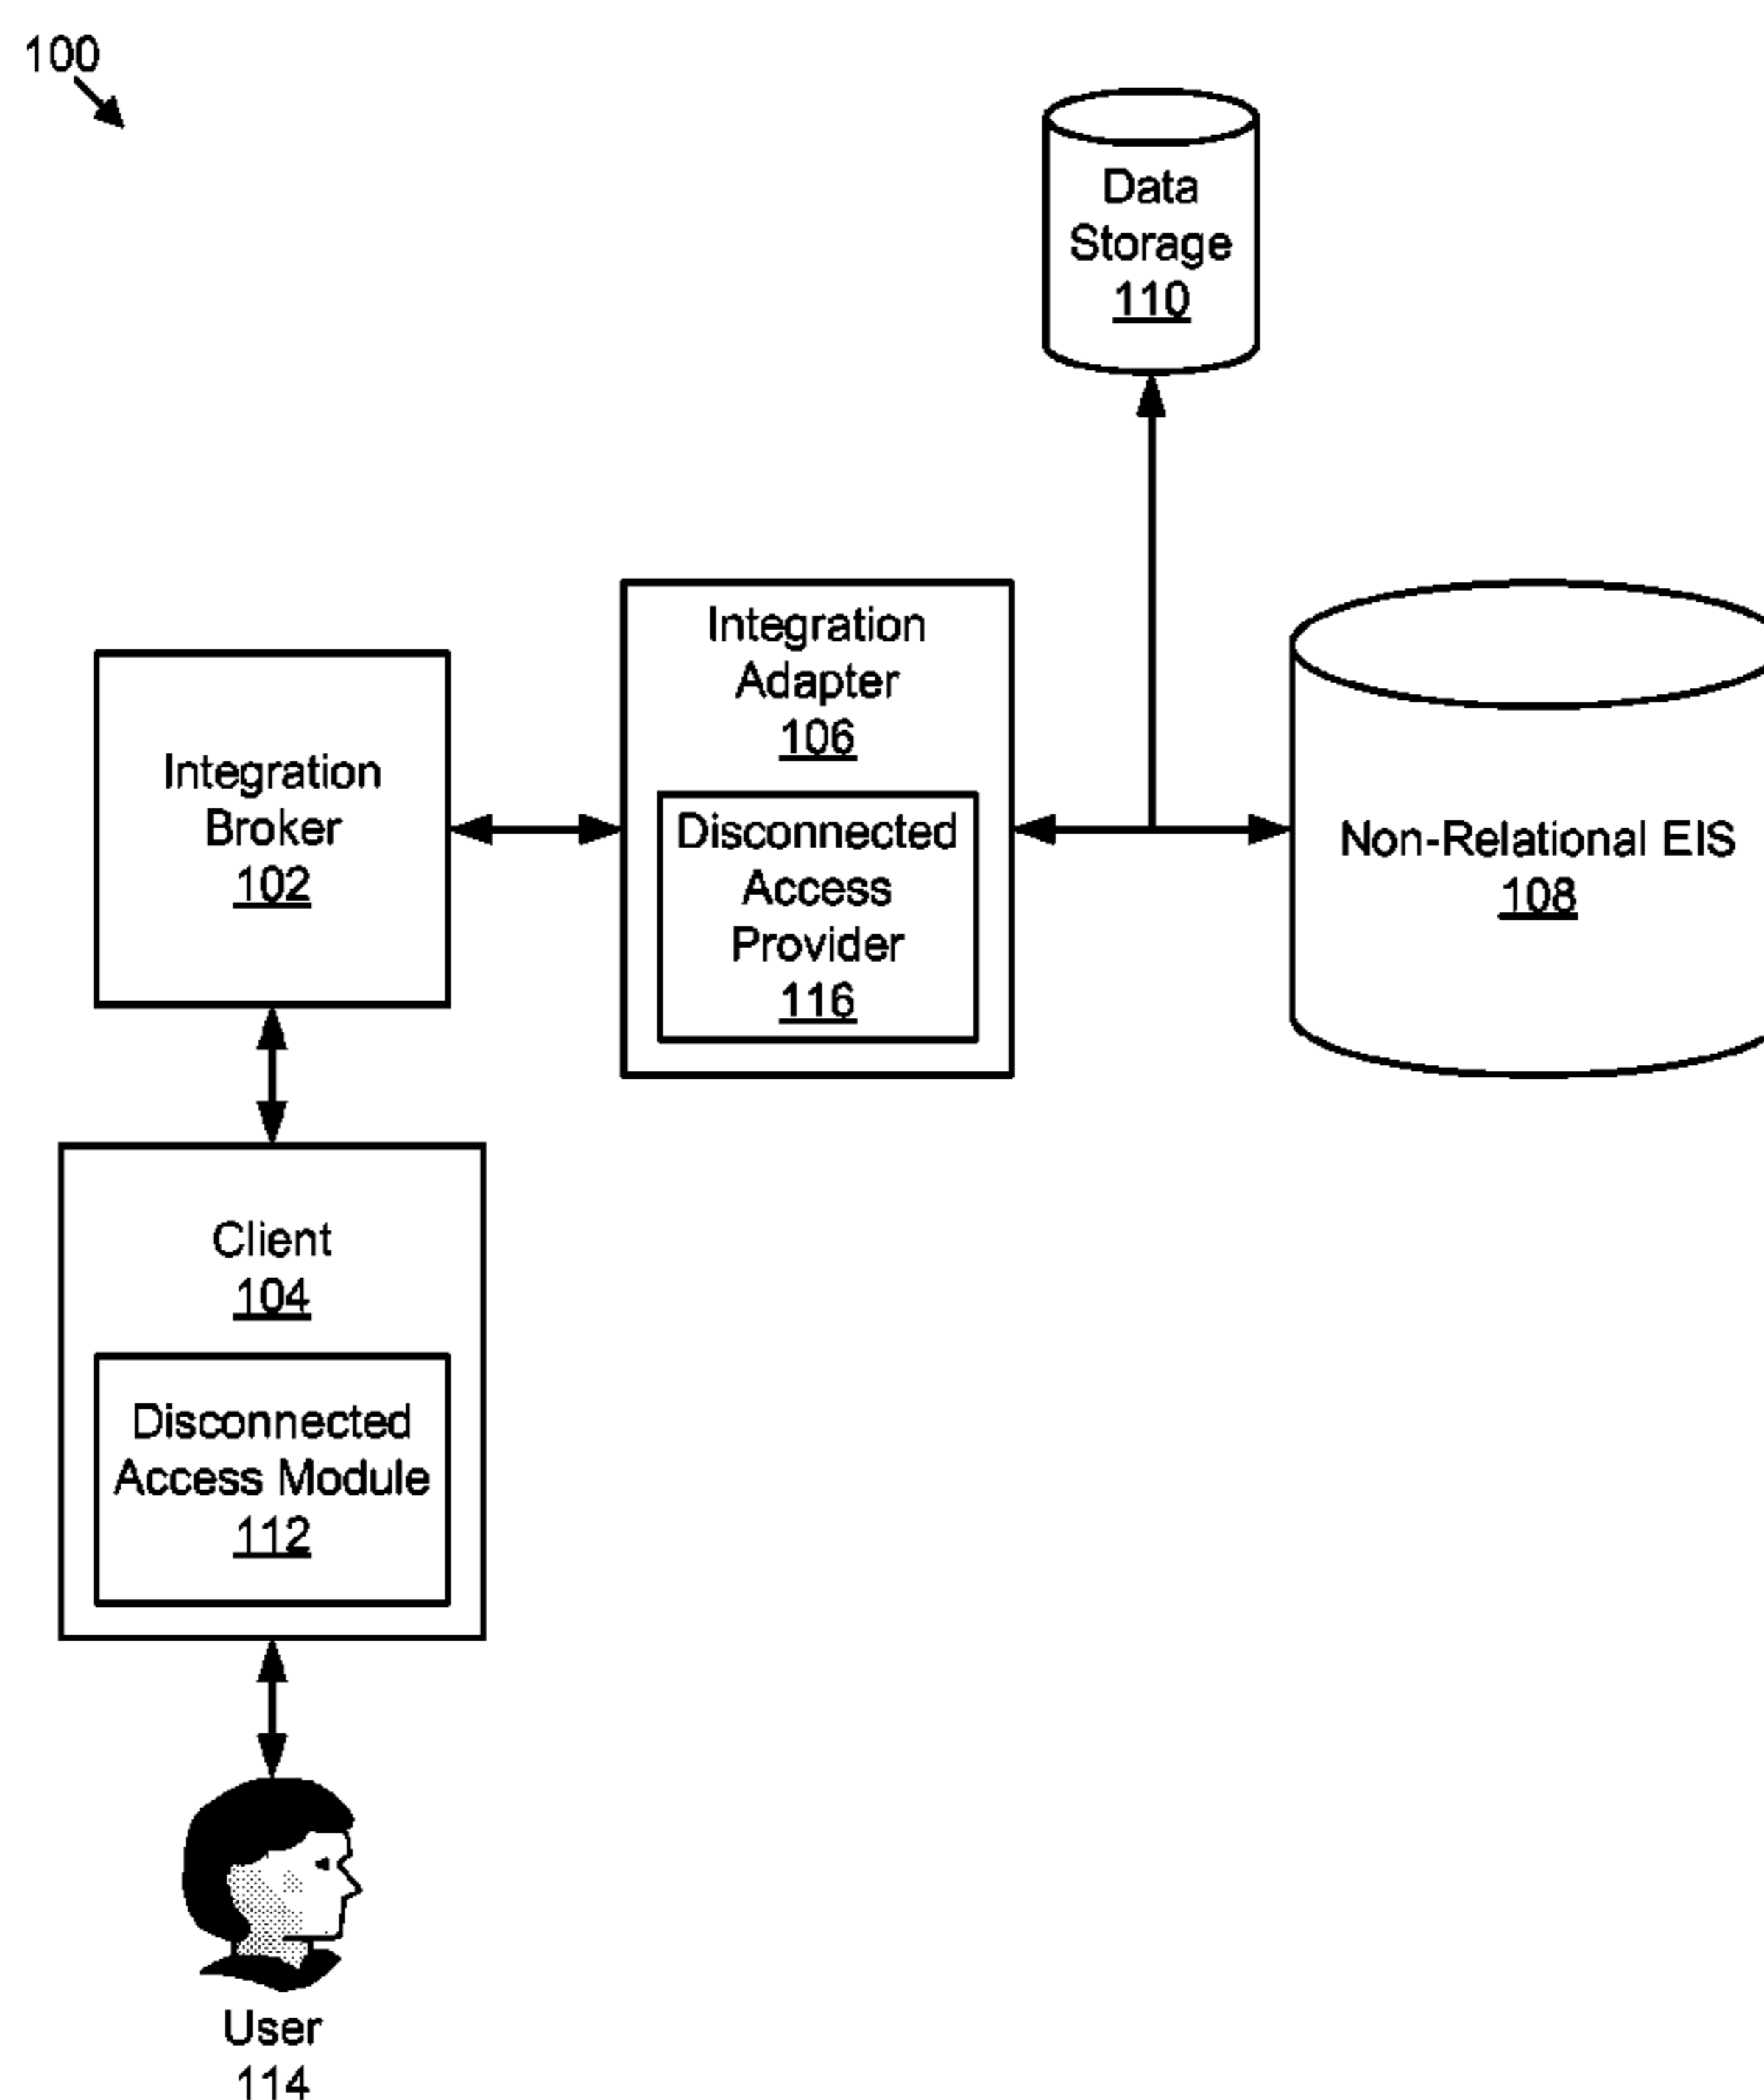 100
Data
Storage
110
Integration
Adapter
106
Integration
Broker
102
Disconnected
Access
Provider
116
Non-Relational EIS
108
Client
104
Disconnected
Access Module
112
User
114